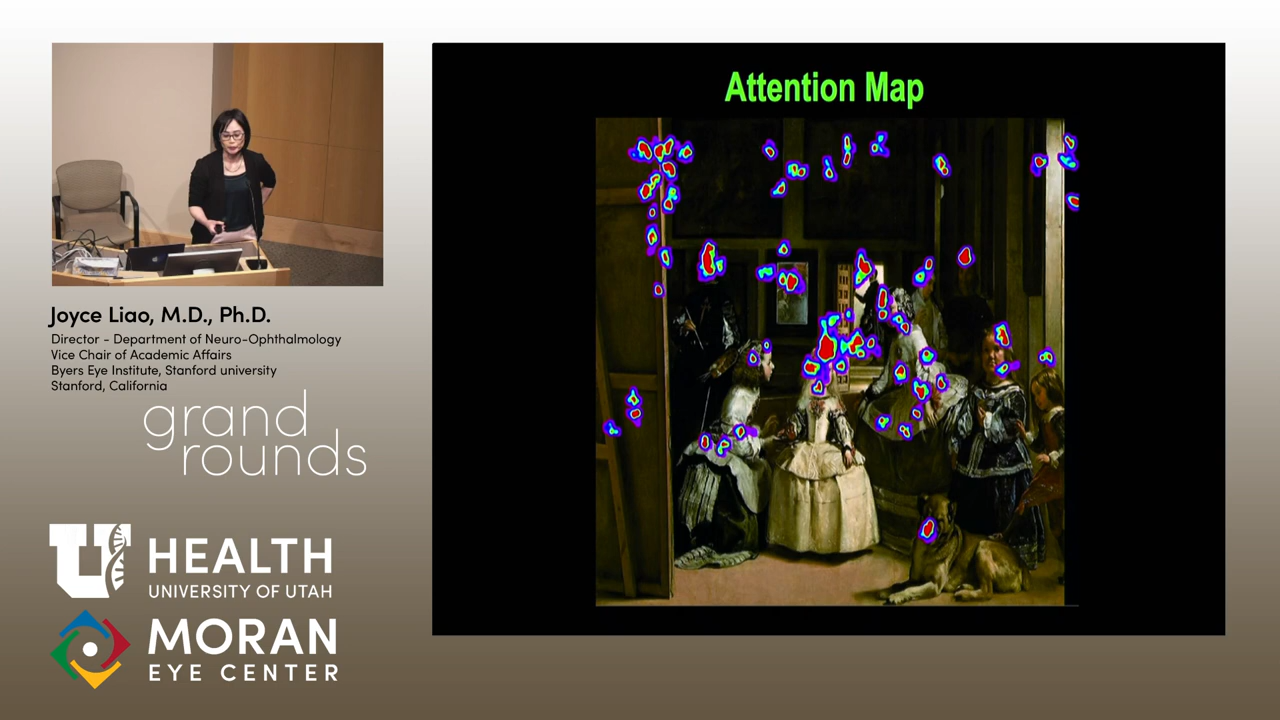 Attention Map
Joyce Liao, M.D., Ph.D.
Director - Department of Neuro-Ophthalmology
Vice Chair of Academic Affairs
Byers Eye Institute, Stanford university
Stanford, California
grand
rounds
U HEALTH
UNIVERSITY OF UTAH
MORAN
EYE CENTER